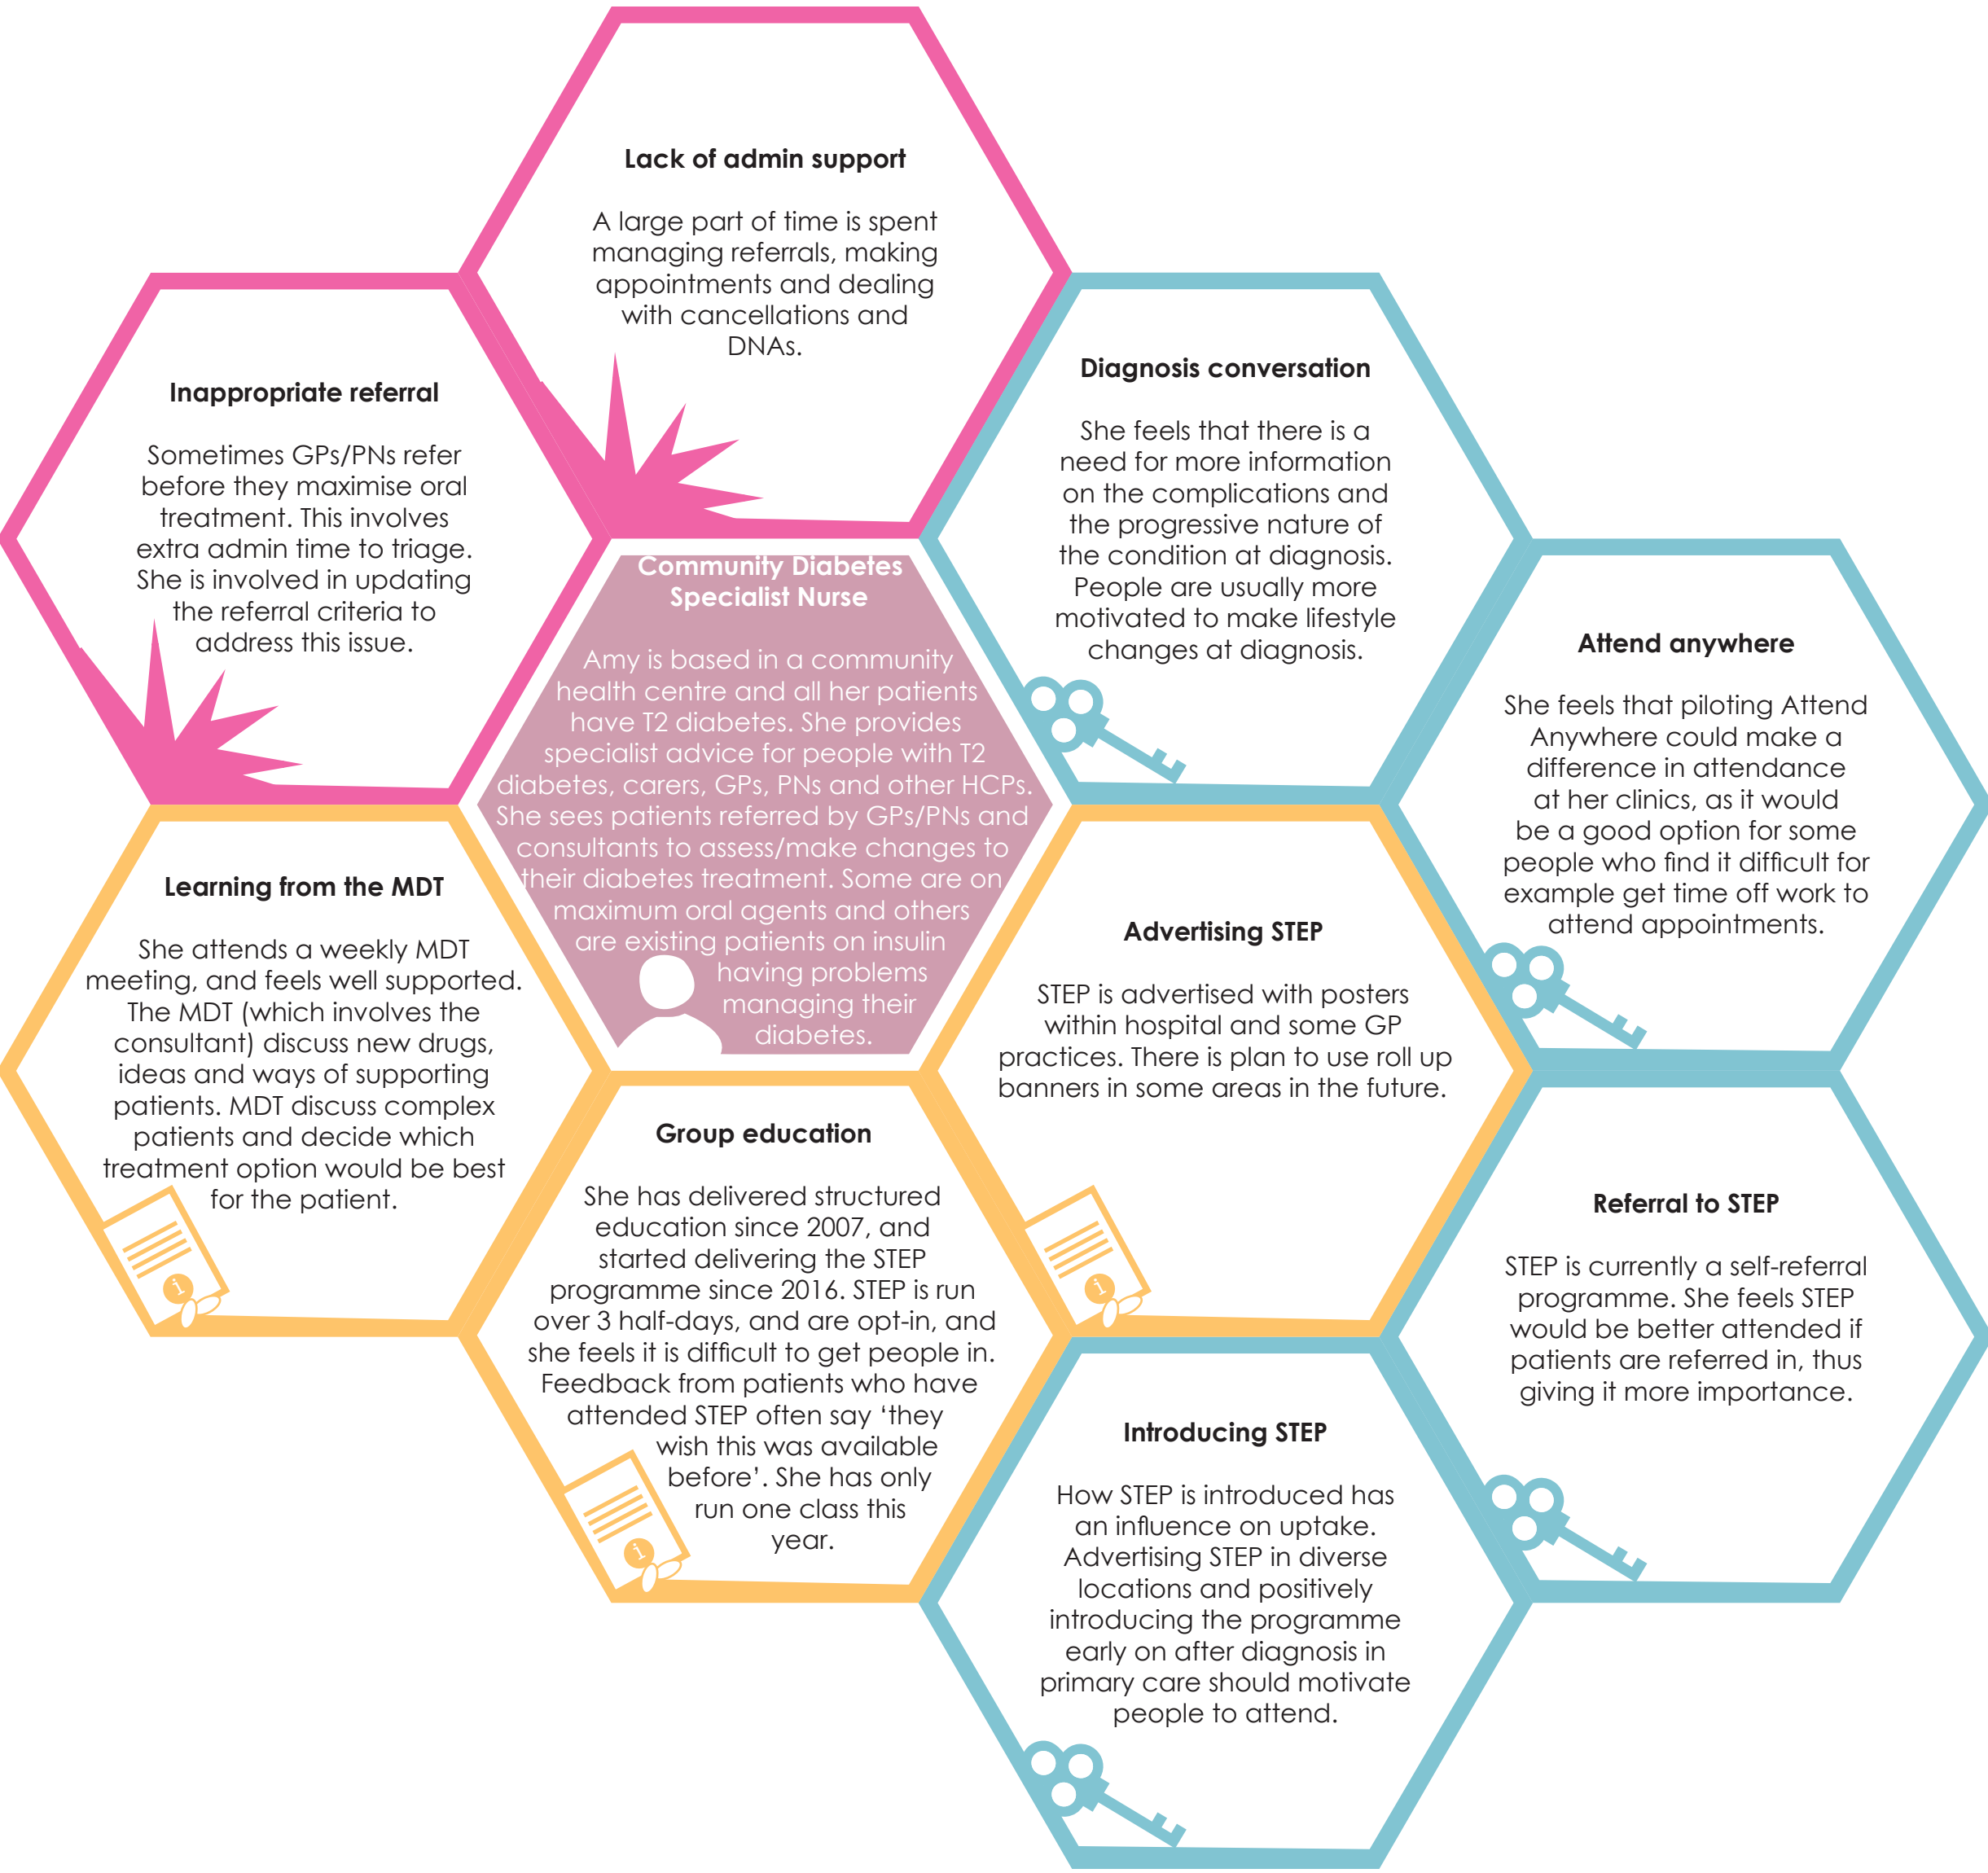 Lack of admin support
A large part of time is spent
managing referrals, making
appointments and dealing
with cancellations and
DNAs.
Inappropriate referral
Sometimes GPs/PNs refer
before they maximise oral
treatment. This involves
extra admin time to triage.
She is involved in updating
the referral criteria to
address this issue.
Diagnosis conversation
She feels that there is a
need for more information
on the complications and
the progressive nature of
the condition at diagnosis.
People are usually more
motivated to make lifestyle
changes at diagnosis.
Community Diabetes
Specialist Nurse
Amy is based in a community
health centre and all her patients
have T2 diabetes. She provides
specialist advice for people with T2
diabetes, carers, GPs, PNs and other HCPs.
She sees patients referred by GPs/PNs and
consultants to assess/make changes to
their diabetes treatment. Some are on
maximum oral agents and others
are existing patients on insulin
having problems
managing their
diabetes.
Attend anywhere
She feels that piloting Attend
Anywhere could make a
difference in attendance
at her clinics, as it would
be a good option for some
people who find it difficult for
example get time off work to
attend appointments.
Learning from the MDT
She attends a weekly MDT
meeting, and feels well supported.
The MDT (which involves the
consultant) discuss new drugs,
ideas and ways of supporting
patients. MDT discuss complex
patients and decide which
treatment option would be best
for the patient.
i
Advertising STEP
STEP is advertised with posters
within hospital and some GP
practices. There is plan to use roll up
banners in some areas in the future.
i
Group education
She has delivered structured
education since 2007, and
started delivering the STEP
programme since 2016. STEP is run
over 3 half-days, and are opt-in, and
she feels it is difficult to get people in.
Feedback from patients who have
attended STEP often say ‘they
wish this was available
before’. She has only
run one class this
year.
i
Referral to STEP
STEP is currently a self-referral
programme. She feels STEP
would be better attended if
patients are referred in, thus
giving it more importance.
Introducing STEP
How STEP is introduced has
an influence on uptake.
Advertising STEP in diverse
locations and positively
introducing the programme
early on after diagnosis in
primary care should motivate
people to attend.